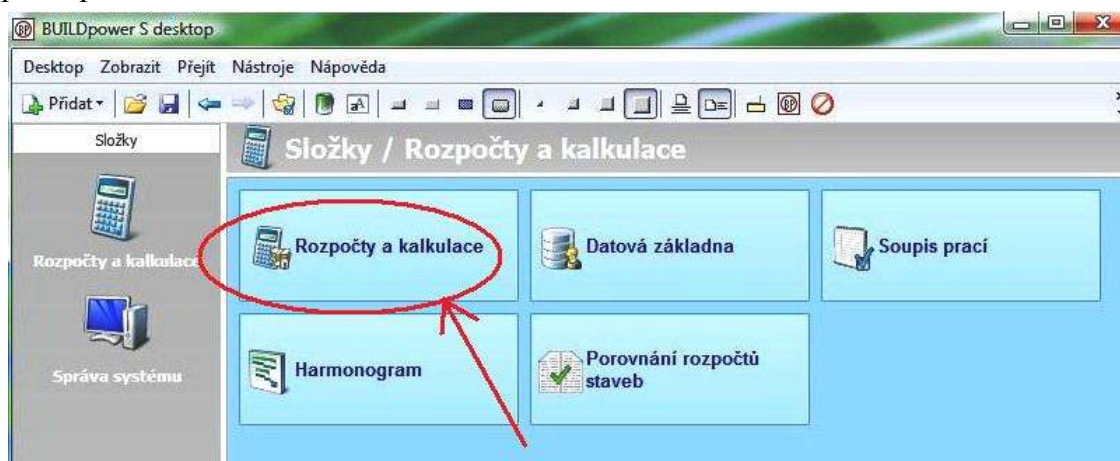 BUILDpower S desktop
Desktop Zobrazit Přejít Nástroje Nápověda
Přidat
Složky
Složky / Rozpočty a kalkulace
Rozpočty a kalkulace
Správa systému
Rozpočty a kalkulace
Datová základna
Soupis prací
Harmonogram
Porovnání rozpočtů
staveb